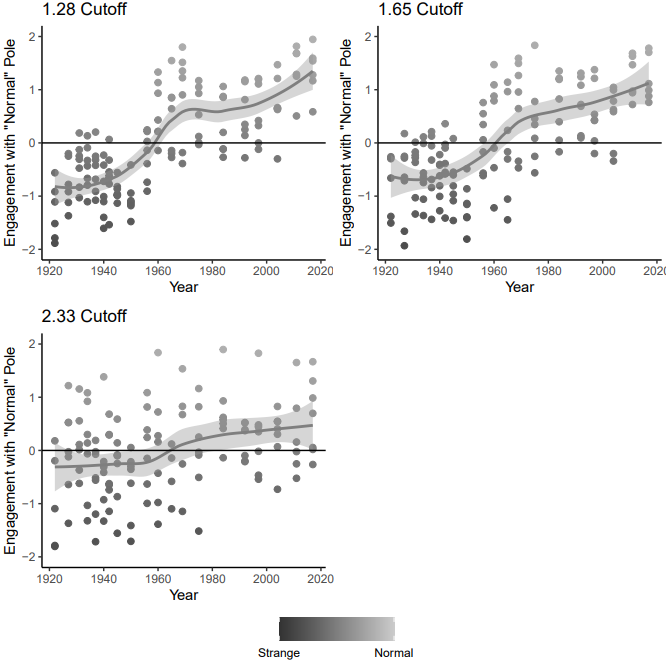 1.28 Cutoff
Engagement with "Normal" Pole
2
1
0
−1
−2
1920 1940 1960 1980 2000 2020
Year
1.65 Cutoff
Engagement with "Normal" Pole
2
1
0
−1
−2
1920 1940 1960 1980 2000 2020
Year
2.33 Cutoff
Engagement with "Normal" Pole
2
1
0
−1
−2
1920 1940 1960 1980 2000 2020
Year
Strange Normal